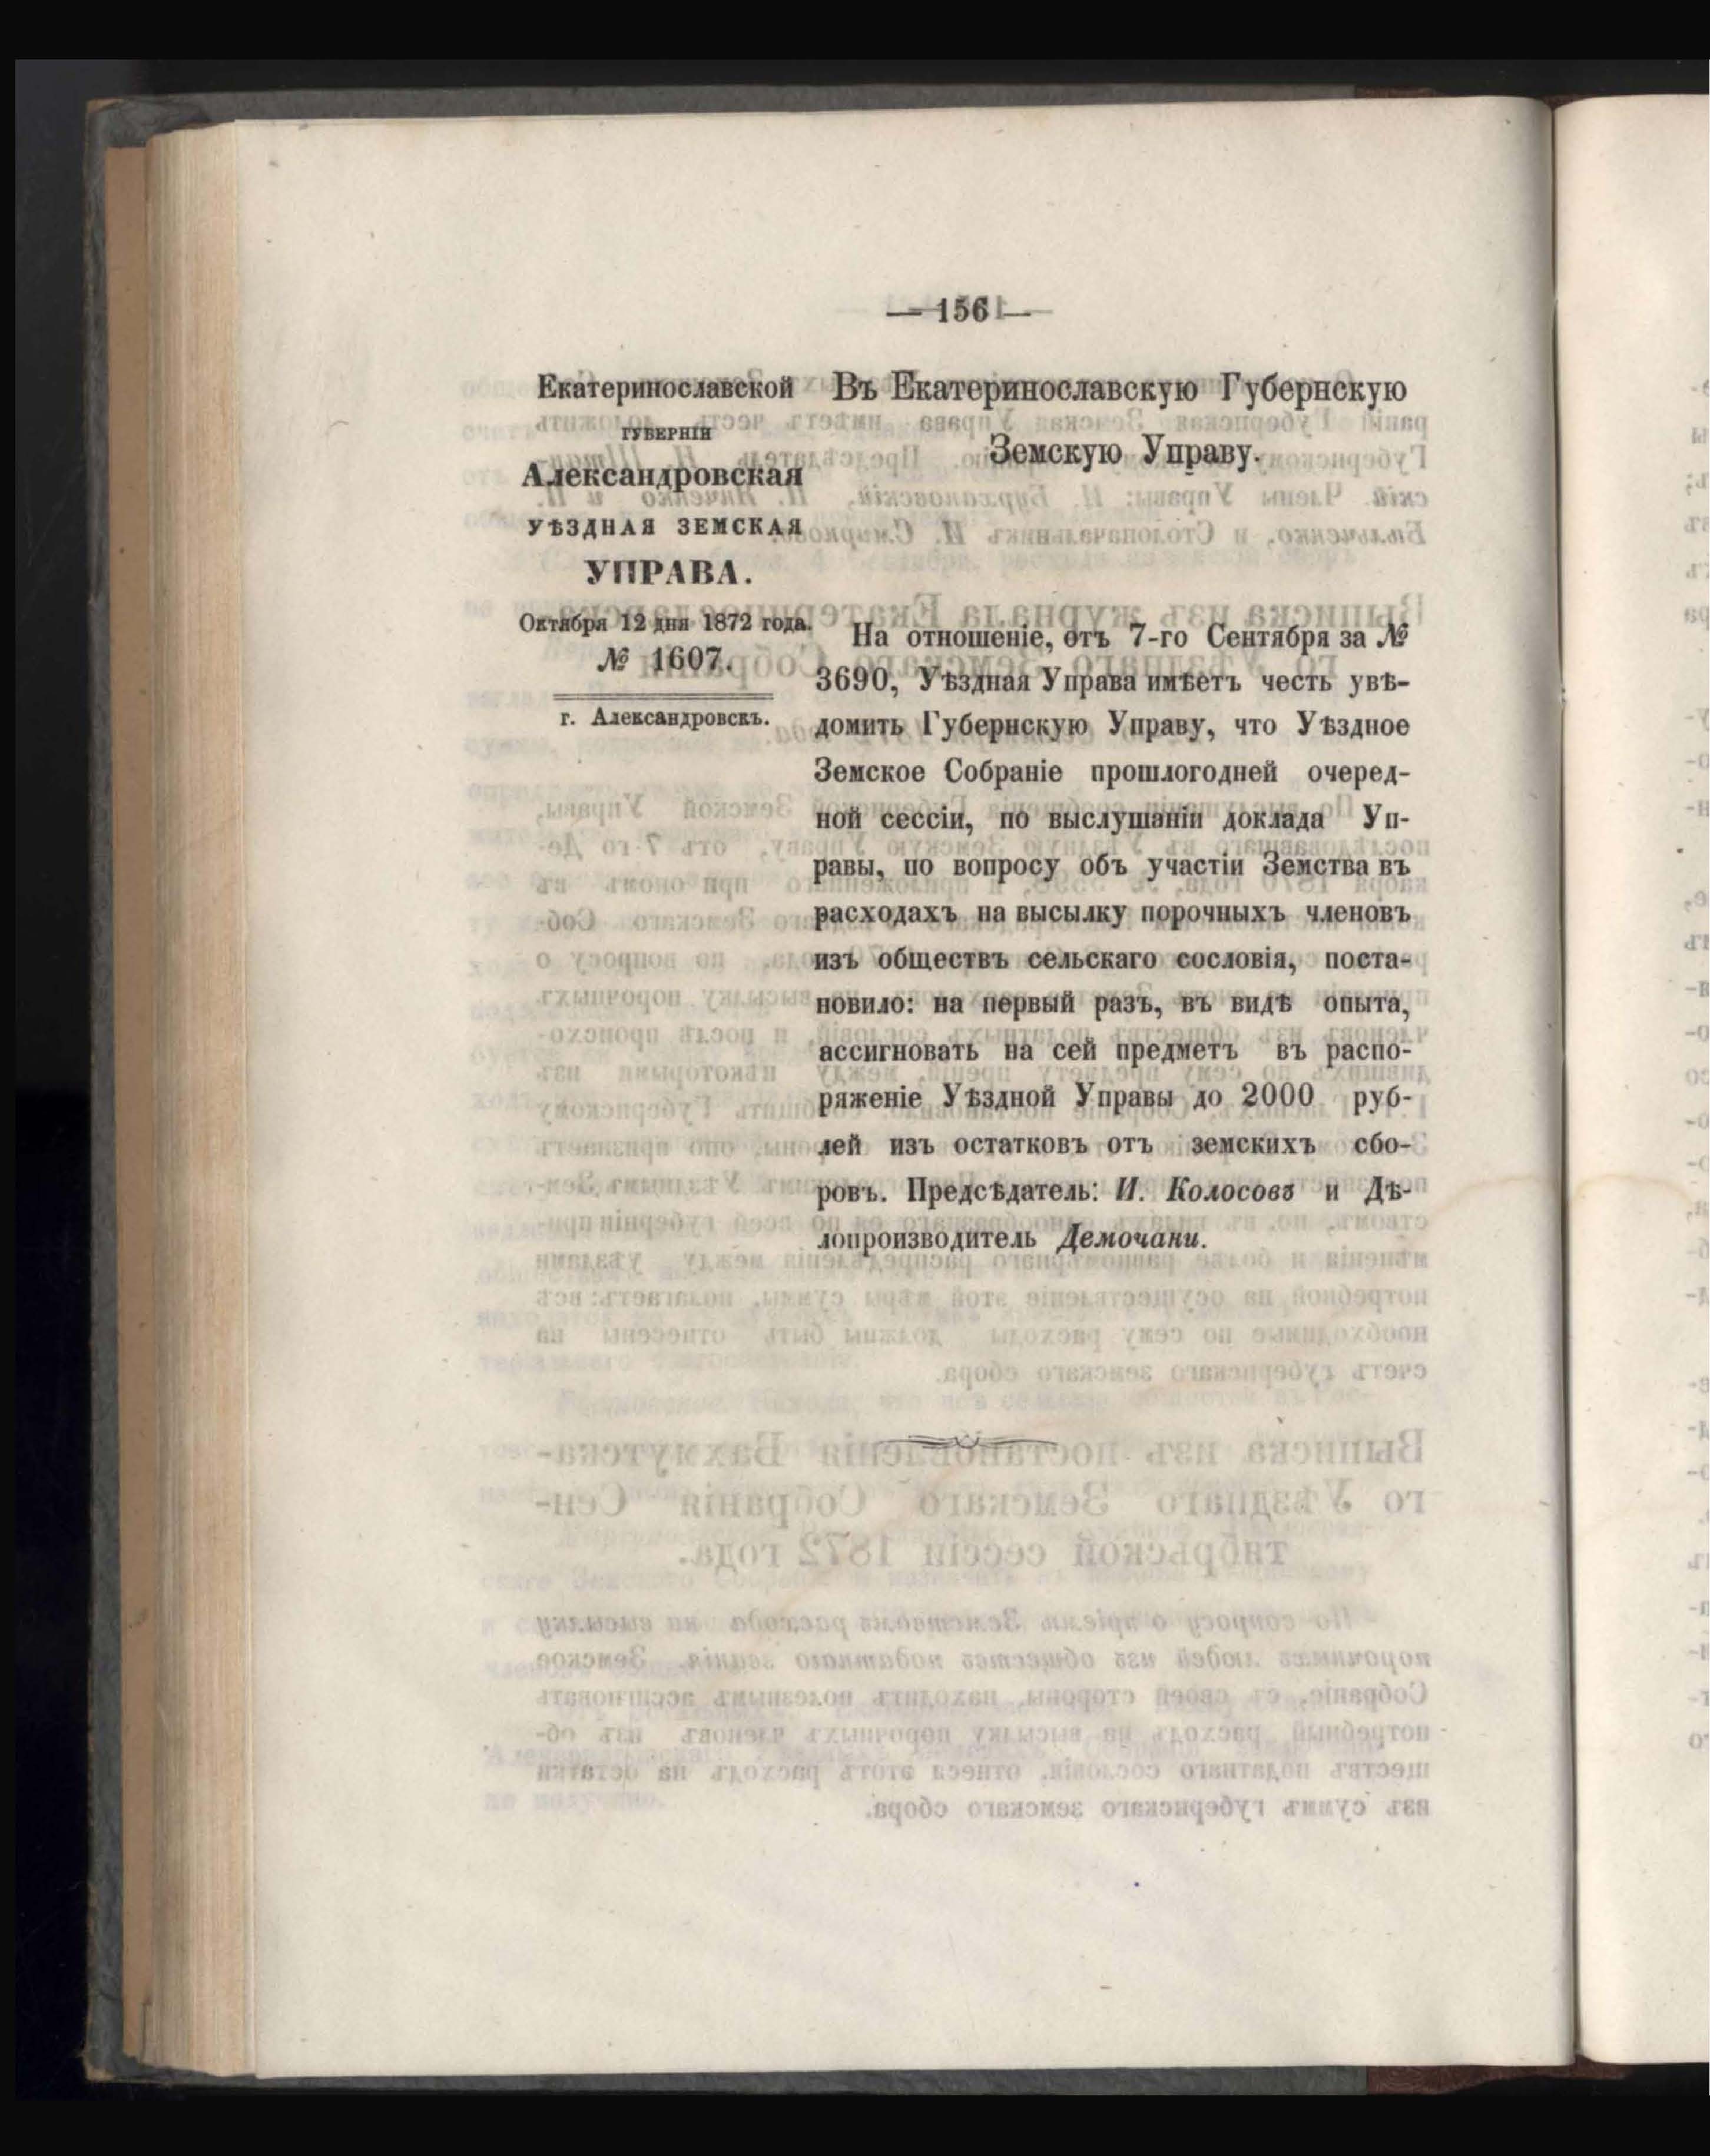 — 156 —
Екатеринославской
ГУБЕРНІИ
Александровская
УѢЗДНАЯ ЗЕМСКАЯ
УПРАВА.
Октября 12 дня 1872 года.
№ 1607.
г. Александровскъ.
Въ Екатеринославскую Губернскую
Земскую Управу.
На отношеніе, отъ 7-го Сентября за №
3690, Уѣздная Управа имѣетъ честь увѣ-
домить Губернскую Управу, что Уѣздное
Земское Собраніе прошлогодней очеред-
ной сессіи, по выслушаніи доклада Уп-
равы, по вопросу объ участіи Земства въ
расходахъ на высылку порочныхъ членовъ
изъ обществъ сельскаго сословія, поста-
новило: на первый разъ, въ видѣ опыта,
ассигновать на сей предметъ въ распо-
ряженіе Уѣздной Управы до 2000 руб-
лей изъ остатковъ отъ земскихъ сбо-
ровъ. Предсѣдатель: И. Колосовъ и Дѣ-
лопроизводитель Демочани.